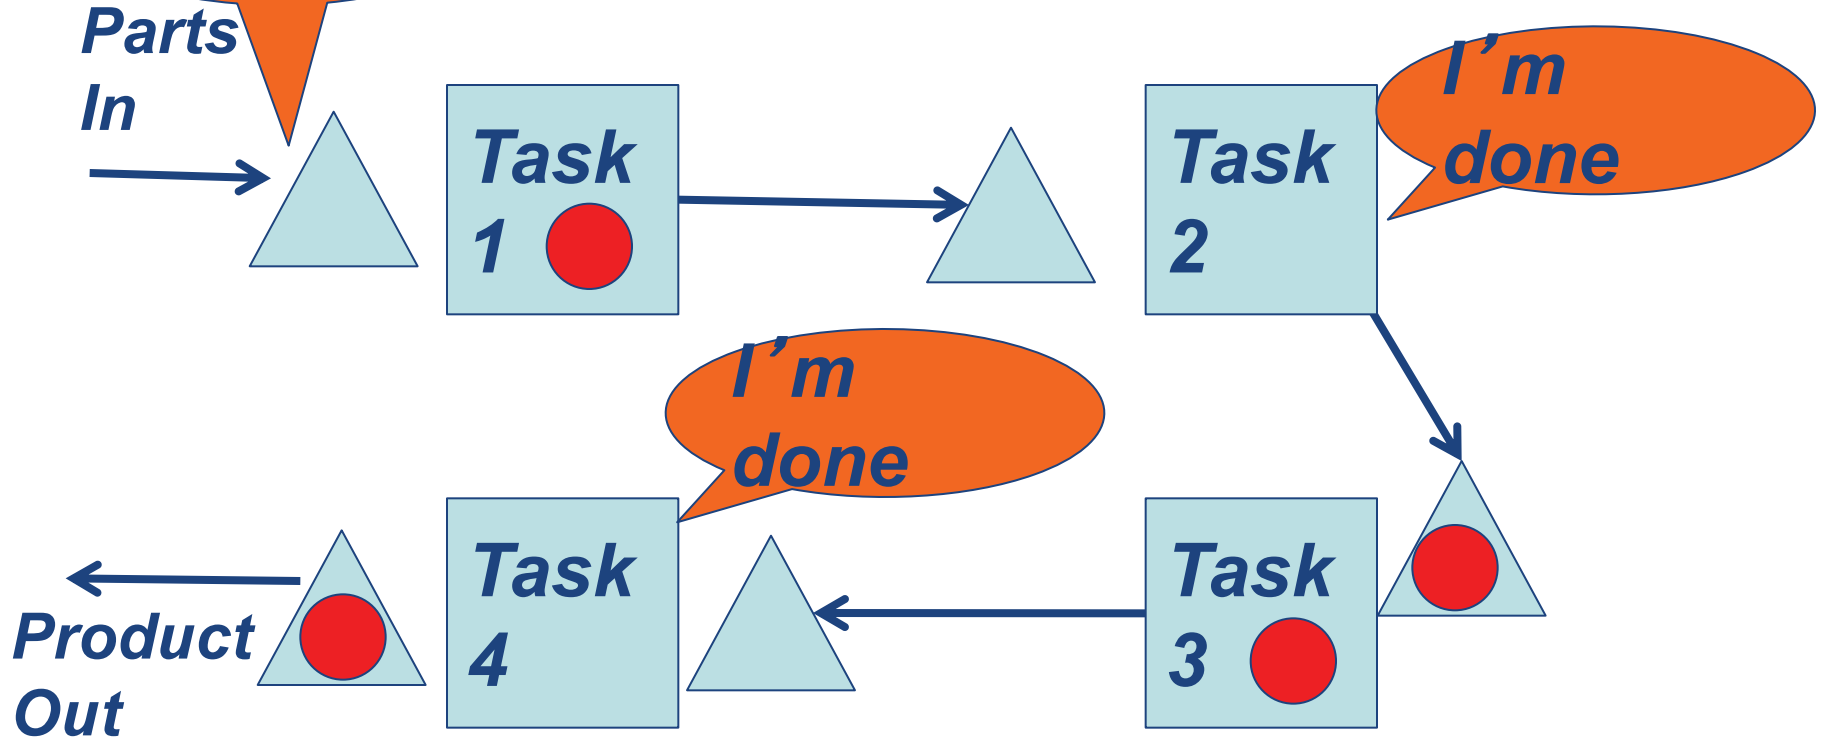 Parts
In
Task
1
Task
2
I’m
done
I’m
done
Task
4
Task
3
Product
Out